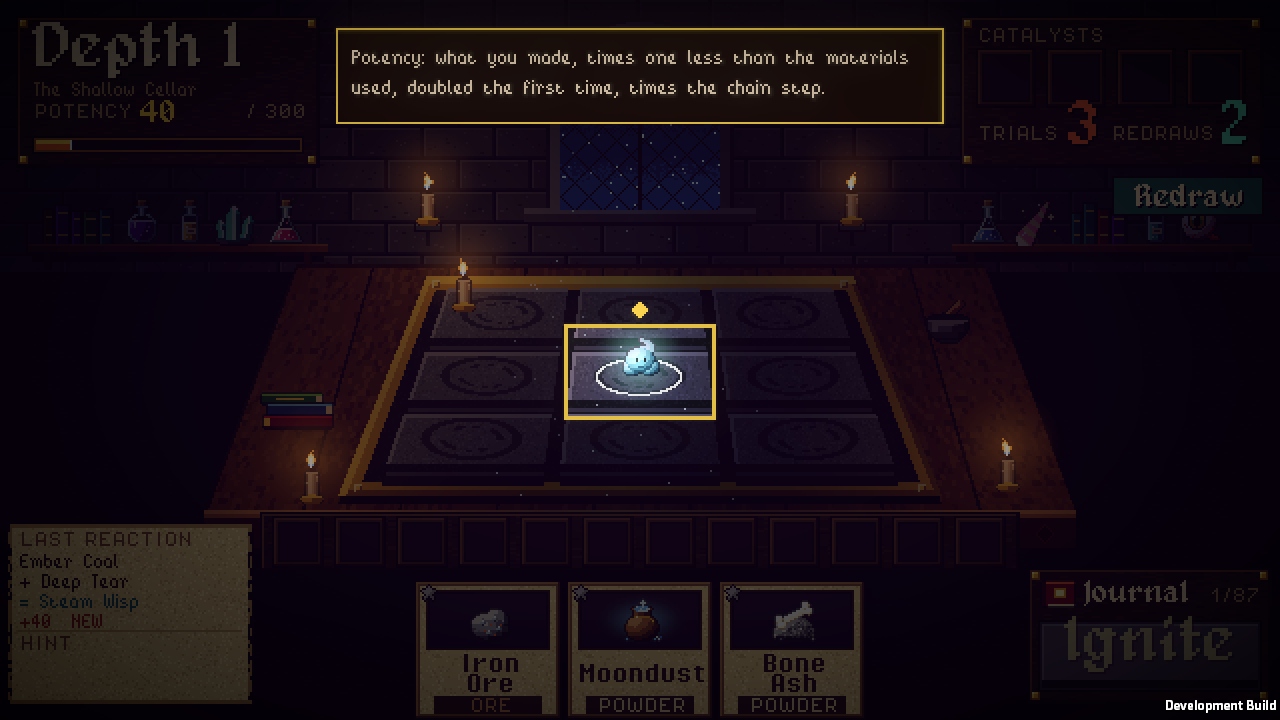 Depth 1
The Shallow Cellar
POTENCY 40 / 300
Potency: what you made, times one less than the materials
used, doubled the first time, times the chain step.
CATALYSTS
TRIALS 3 REDRAWS 2
Redraw
LAST REACTION
Ember Coal
+ Deep Tear
= Steam Wisp
+40 NEW
HINT
Iron
Ore
ORE
Moondust
POWDER
Bone
Ash
POWDER
Journal 1/87
Ignite
Development Build